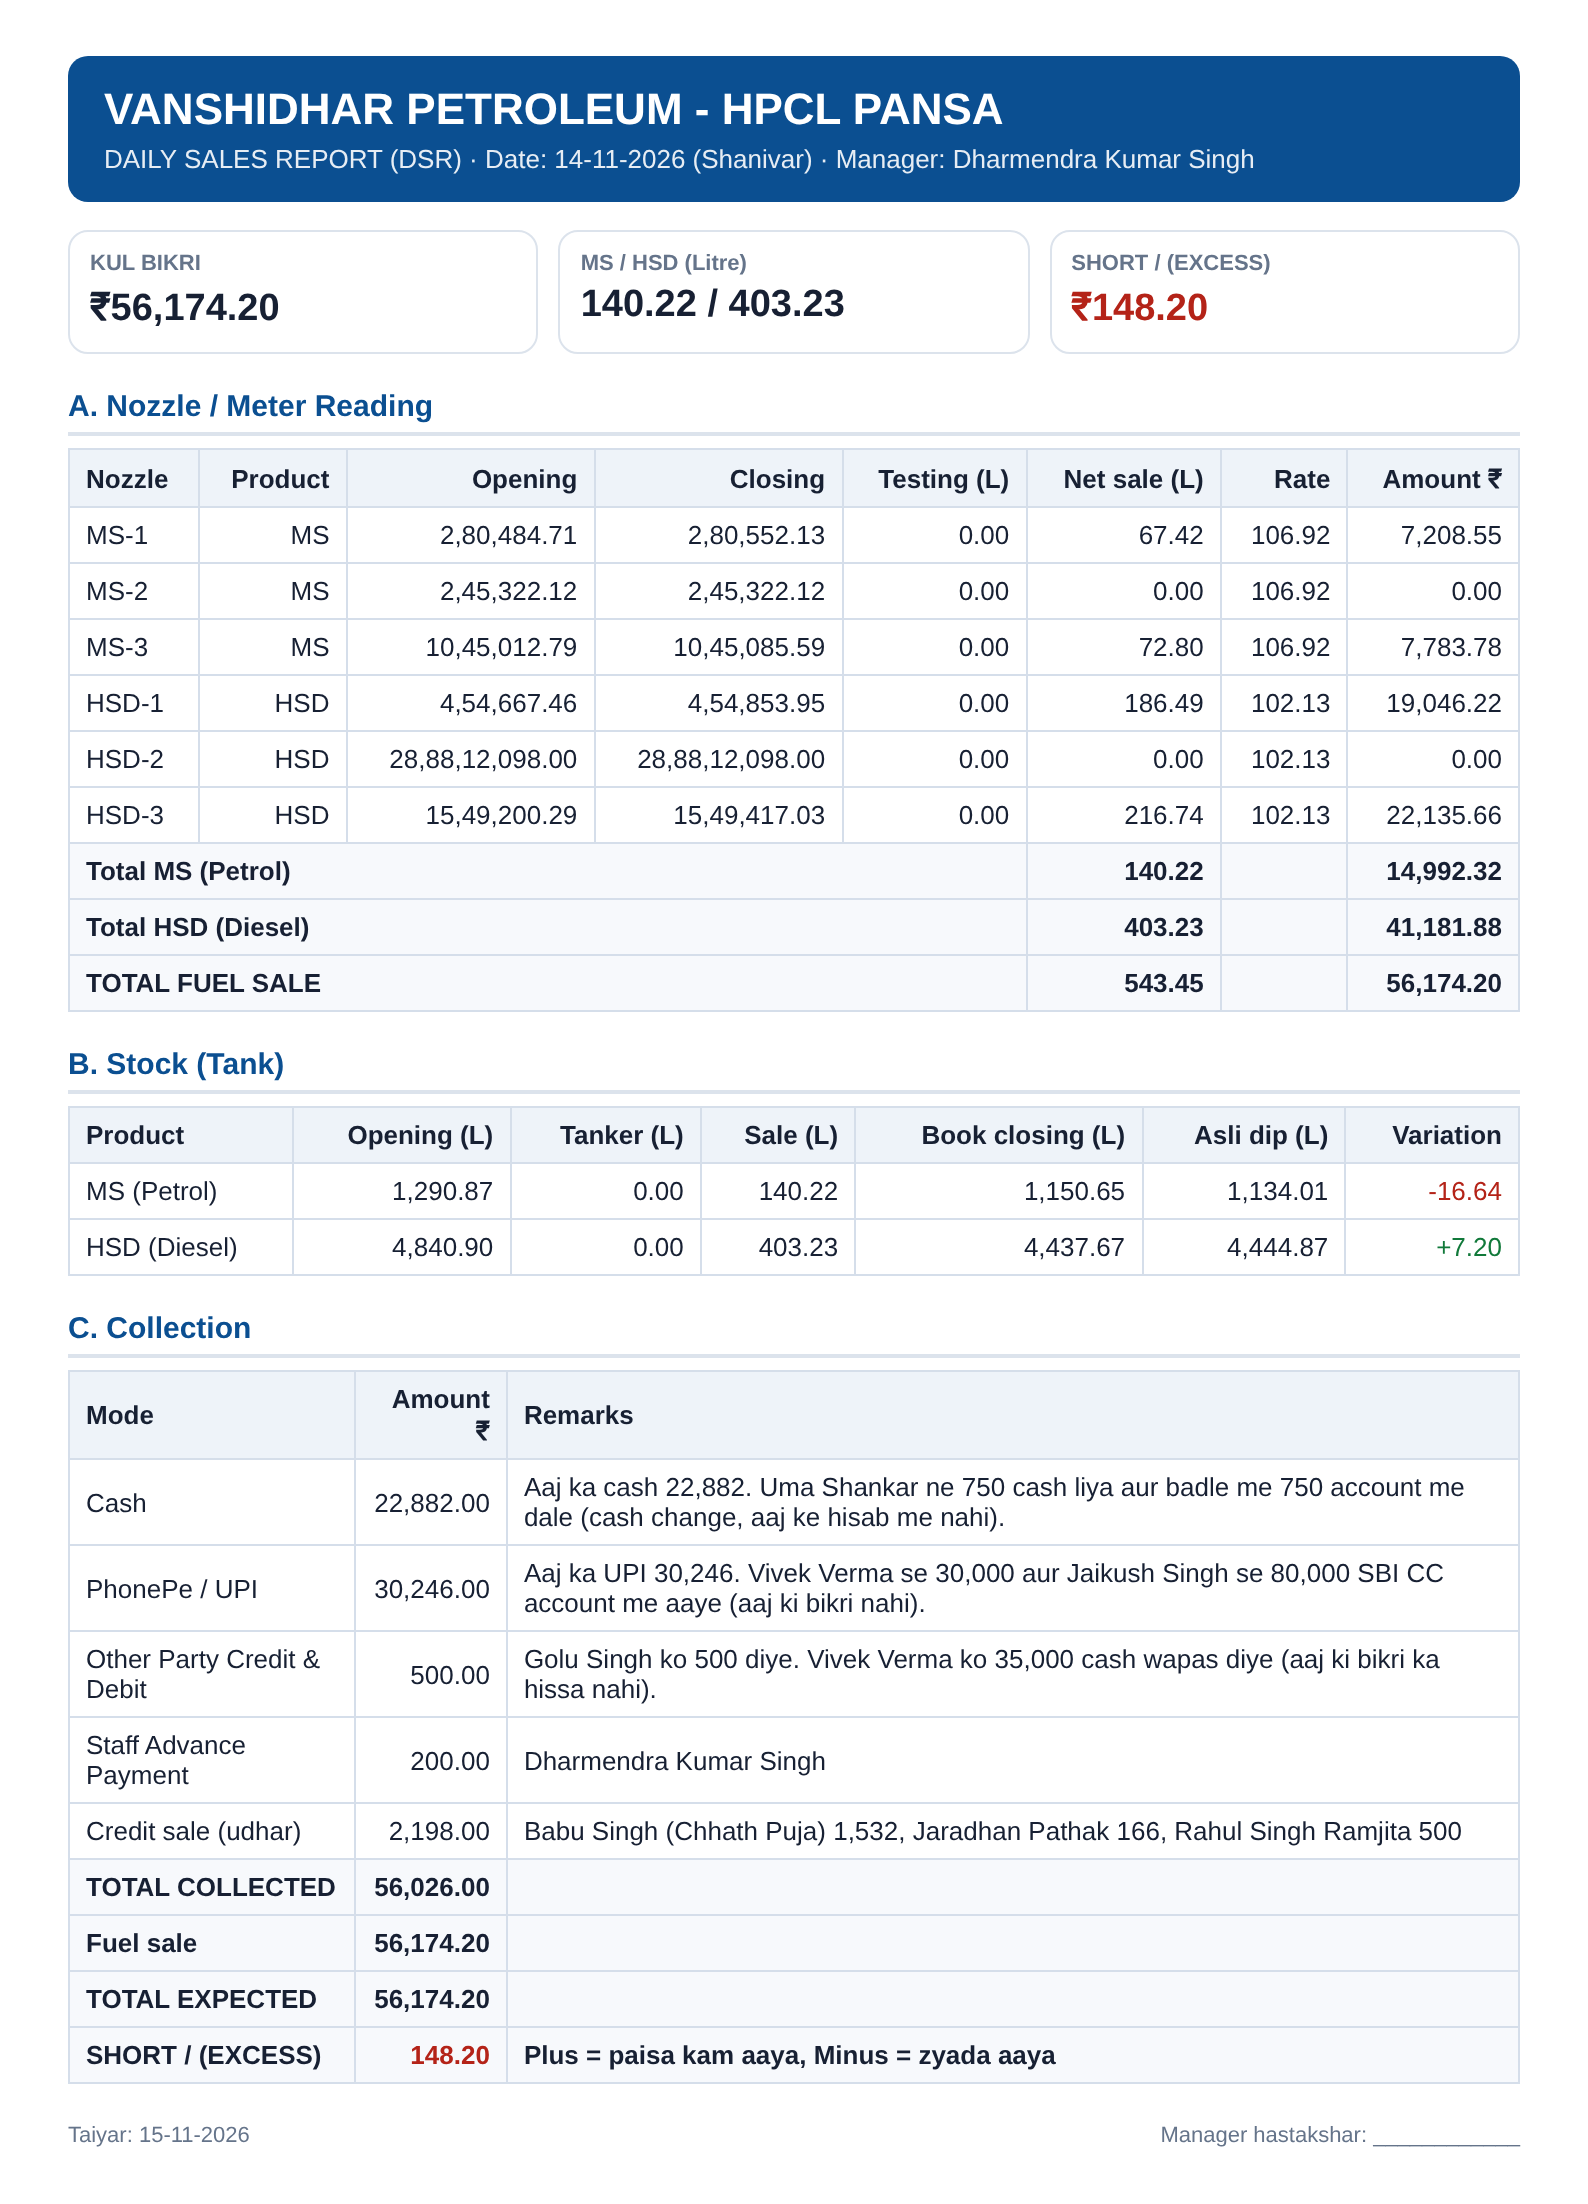 VANSHIDHAR PETROLEUM - HPCL PANSA
DAILY SALES REPORT (DSR) · Date: 14-11-2026 (Shanivar) · Manager: Dharmendra Kumar Singh
KUL BIKRI
₹56,174.20
MS / HSD (Litre)
140.22 / 403.23
SHORT / (EXCESS)
₹148.20
A. Nozzle / Meter Reading
Nozzle Product Opening Closing Testing (L) Net sale (L) Rate Amount ₹
MS-1 MS 2,80,484.71 2,80,552.13 0.00 67.42 106.92 7,208.55
MS-2 MS 2,45,322.12 2,45,322.12 0.00 0.00 106.92 0.00
MS-3 MS 10,45,012.79 10,45,085.59 0.00 72.80 106.92 7,783.78
HSD-1 HSD 4,54,667.46 4,54,853.95 0.00 186.49 102.13 19,046.22
HSD-2 HSD 28,88,12,098.00 28,88,12,098.00 0.00 0.00 102.13 0.00
HSD-3 HSD 15,49,200.29 15,49,417.03 0.00 216.74 102.13 22,135.66
Total MS (Petrol) 140.22 14,992.32
Total HSD (Diesel) 403.23 41,181.88
TOTAL FUEL SALE 543.45 56,174.20
B. Stock (Tank)
Product Opening (L) Tanker (L) Sale (L) Book closing (L) Asli dip (L) Variation
MS (Petrol) 1,290.87 0.00 140.22 1,150.65 1,134.01 -16.64
HSD (Diesel) 4,840.90 0.00 403.23 4,437.67 4,444.87 +7.20
C. Collection
Mode Amount ₹ Remarks
Cash 22,882.00 Aaj ka cash 22,882. Uma Shankar ne 750 cash liya aur badle me 750 account me
dale (cash change, aaj ke hisab me nahi).
PhonePe / UPI 30,246.00 Aaj ka UPI 30,246. Vivek Verma se 30,000 aur Jaikush Singh se 80,000 SBI CC
account me aaye (aaj ki bikri nahi).
Other Party Credit &
Debit 500.00 Golu Singh ko 500 diye. Vivek Verma ko 35,000 cash wapas diye (aaj ki bikri ka
hissa nahi).
Staff Advance
Payment 200.00 Dharmendra Kumar Singh
Credit sale (udhar) 2,198.00 Babu Singh (Chhath Puja) 1,532, Jaradhan Pathak 166, Rahul Singh Ramjita 500
TOTAL COLLECTED 56,026.00
Fuel sale 56,174.20
TOTAL EXPECTED 56,174.20
SHORT / (EXCESS) 148.20 Plus = paisa kam aaya, Minus = zyada aaya
Taiyar: 15-11-2026
Manager hastakshar: ____________